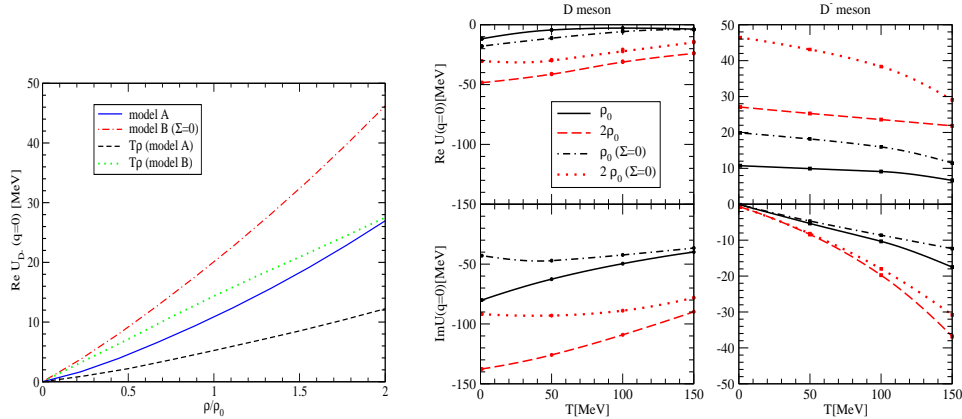 D meson
D⁻ meson
Re U_D- (q=0) [MeV]
50
40
30
20
10
0
model A
model B (Σ=0)
Tρ (model A)
Tρ (model B)
0
0.5
1
1.5
2
ρ/ρ₀
Re U(q=0)[MeV]
0
-50
-100
-150
ρ₀
2ρ₀
ρ₀ (Σ=0)
2 ρ₀ (Σ=0)
50
40
30
20
10
0
ImU(q=0)[MeV]
-50
-100
-150
0
50
100
150
T[MeV]
-10
-20
-30
-40
-50
0
50
100
150
T[MeV]